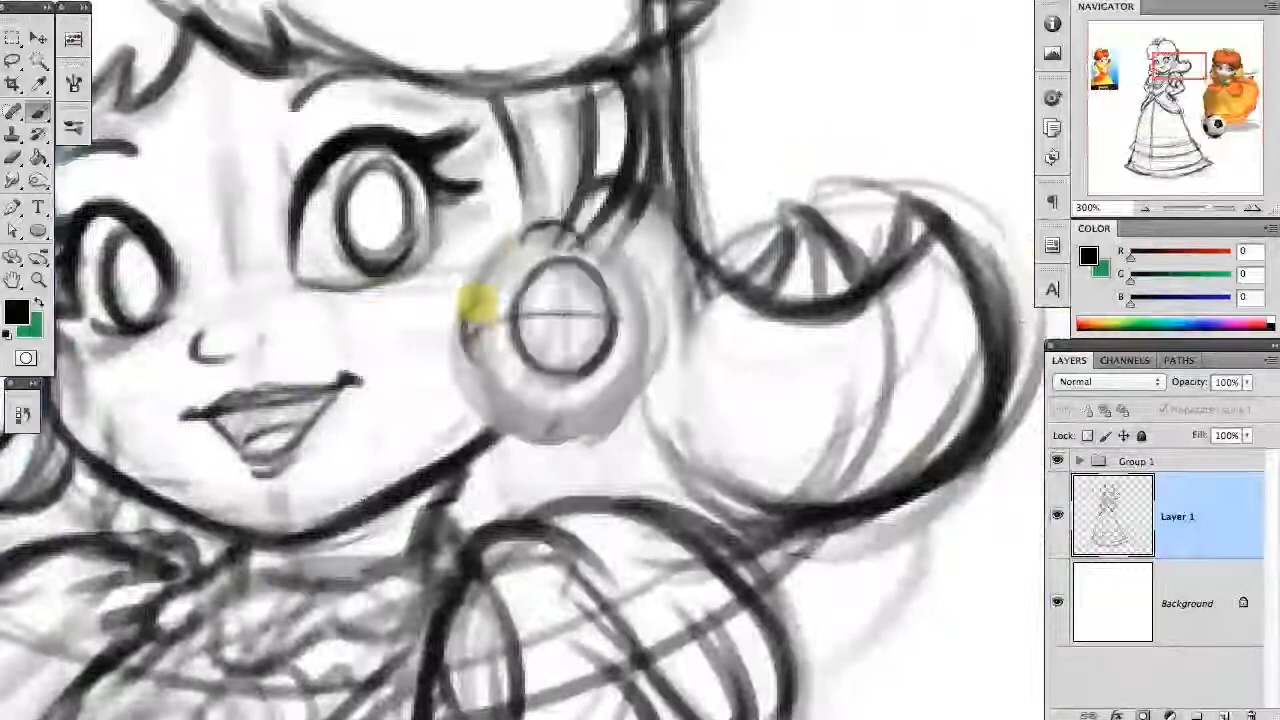 NAVIGATOR
300%
COLOR
R 0
G 0
B 0
LAYERS CHANNELS PATHS
Normal Opacity: 100%
Lock: Fill: 100%
Group 1
Layer 1
Background